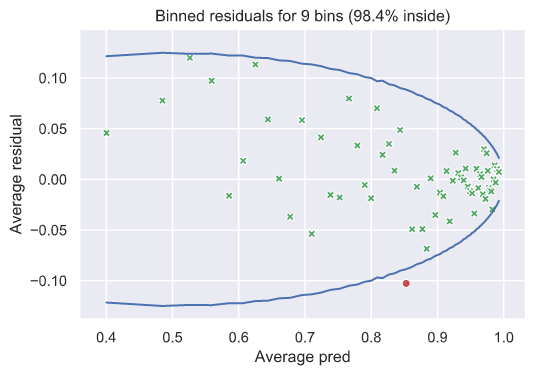 Binned residuals for 9 bins (98.4% inside)
0.10
0.05
0.00
−0.05
−0.10
Average residual
0.4 0.5 0.6 0.7 0.8 0.9 1.0
Average pred